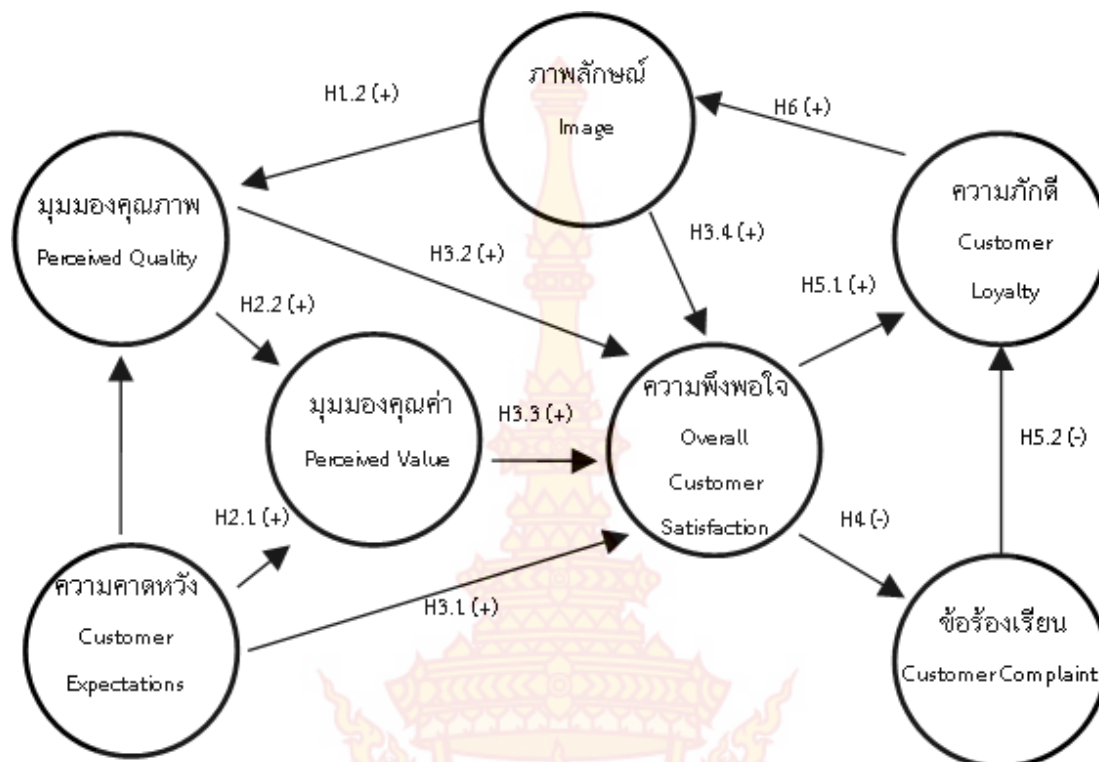 ภาพลักษณ์
Image
H1.2 (+)
H6 (+)
มุมมองคุณภาพ
Perceived Quality
ความภักดี
Customer
Loyalty
H3.2 (+)
H3.4 (+)
H5.1 (+)
H2.2 (+)
มุมมองคุณค่า
Perceived Value
H3.3 (+)
ความพึงพอใจ
Overall
Customer
Satisfaction
H5.2 (-)
H2.1 (+)
H4 (-)
ความคาดหวัง
Customer
Expectations
H3.1 (+)
ข้อร้องเรียน
Customer Complaint